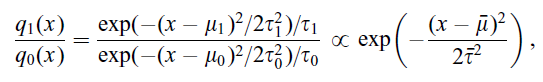 q₁(x)/q₀(x) = exp(−(x − μ₁)²/2τ₁²)/τ₁ / exp(−(x − μ₀)²/2τ₀²)/τ₀ ∝ exp(−(x − μ̄)²/2τ̄²),